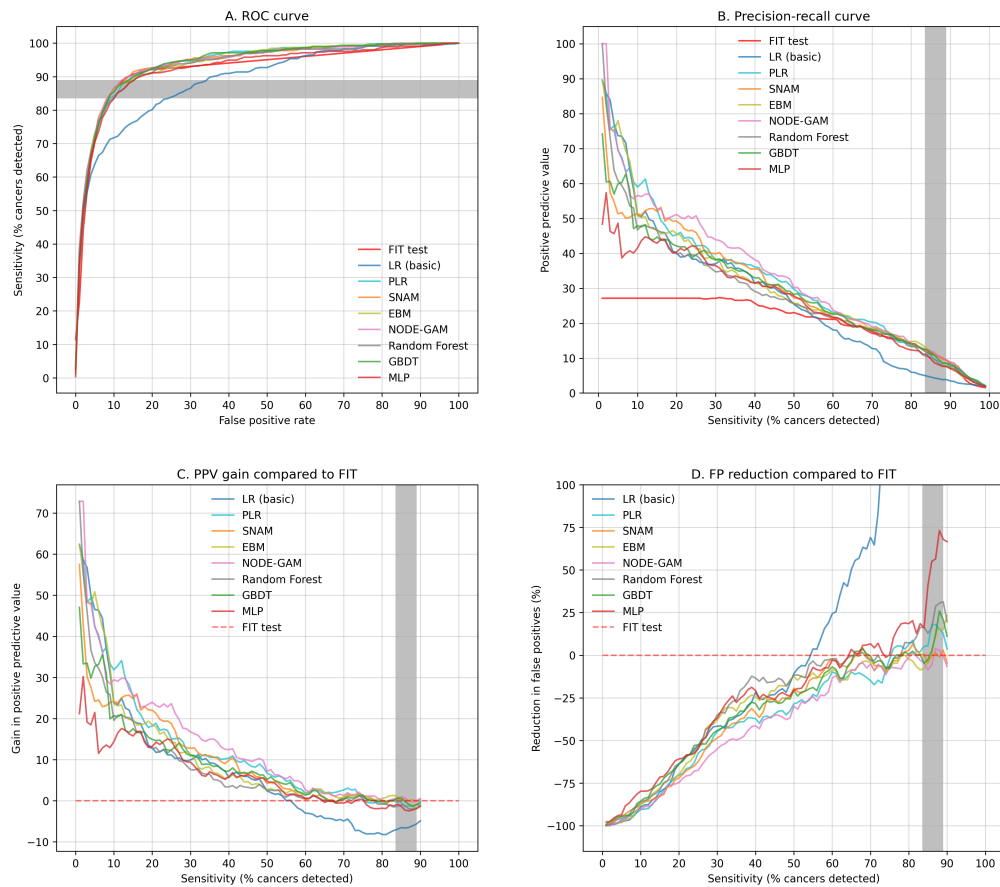 A. ROC curve
Sensitivity (% cancers detected)
100
90
80
70
60
50
40
30
20
10
0
FIT test
LR (basic)
PLR
SNAM
EBM
NODE-GAM
Random Forest
GBDT
MLP
0 10 20 30 40 50 60 70 80 90 100
False positive rate
B. Precision-recall curve
Positive predicive value
100
90
80
70
60
50
40
30
20
10
0
FIT test
LR (basic)
PLR
SNAM
EBM
NODE-GAM
Random Forest
GBDT
MLP
0 10 20 30 40 50 60 70 80 90 100
Sensitivity (% cancers detected)
C. PPV gain compared to FIT
Gain in positive predictive value
70
60
50
40
30
20
10
0
−10
LR (basic)
PLR
SNAM
EBM
NODE-GAM
Random Forest
GBDT
MLP
FIT test
0 10 20 30 40 50 60 70 80 90 100
Sensitivity (% cancers detected)
D. FP reduction compared to FIT
Reduction in false positives (%)
100
75
50
25
0
−25
−50
−75
−100
LR (basic)
PLR
SNAM
EBM
NODE-GAM
Random Forest
GBDT
MLP
FIT test
0 10 20 30 40 50 60 70 80 90 100
Sensitivity (% cancers detected)